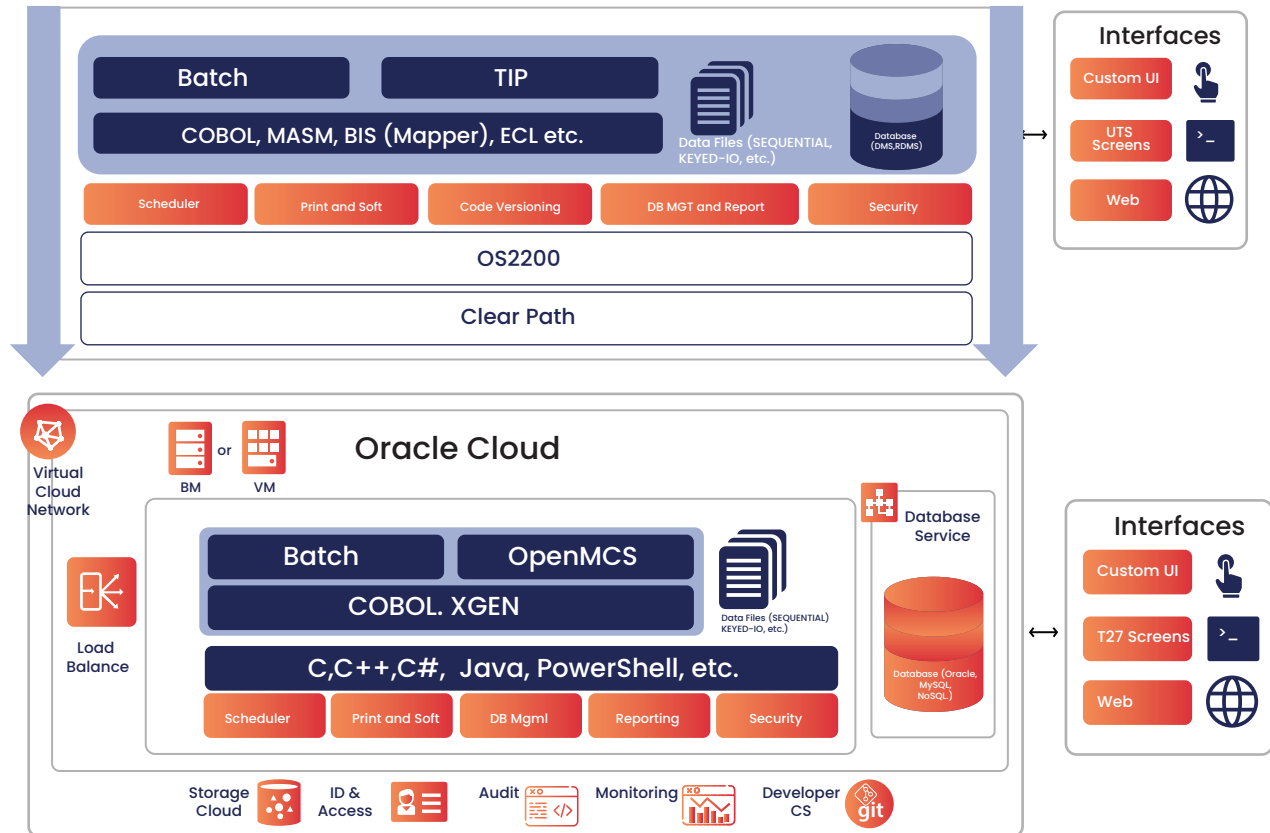 Interfaces
Batch
TIP
COBOL, MASM, BIS (Mapper), ECL etc.
Data Files (SEQUENTIAL,
KEYED-IO, etc.)
Database
(DMS,RDMS)
Custom UI
UTS
Screens
>_
Web
Scheduler
Print and Soft
Code Versioning
DB MGT and Report
Security
OS2200
Clear Path
Virtual
Cloud
Network
BM
or
VM
Oracle Cloud
Load
Balance
Batch
OpenMCS
COBOL. XGEN
Data Files (SEQUENTIAL)
KEYED-IO, etc.)
C,C++,C#, Java, PowerShell, etc.
Scheduler
Print and Soft
DB Mgml
Reporting
Security
Database
Service
Database (Oracle,
MySQL,
NoSQL.)
Interfaces
Custom UI
T27 Screens
>_
Web
Storage
Cloud
ID &
Access
Audit
</>
Monitoring
Developer
CS
git